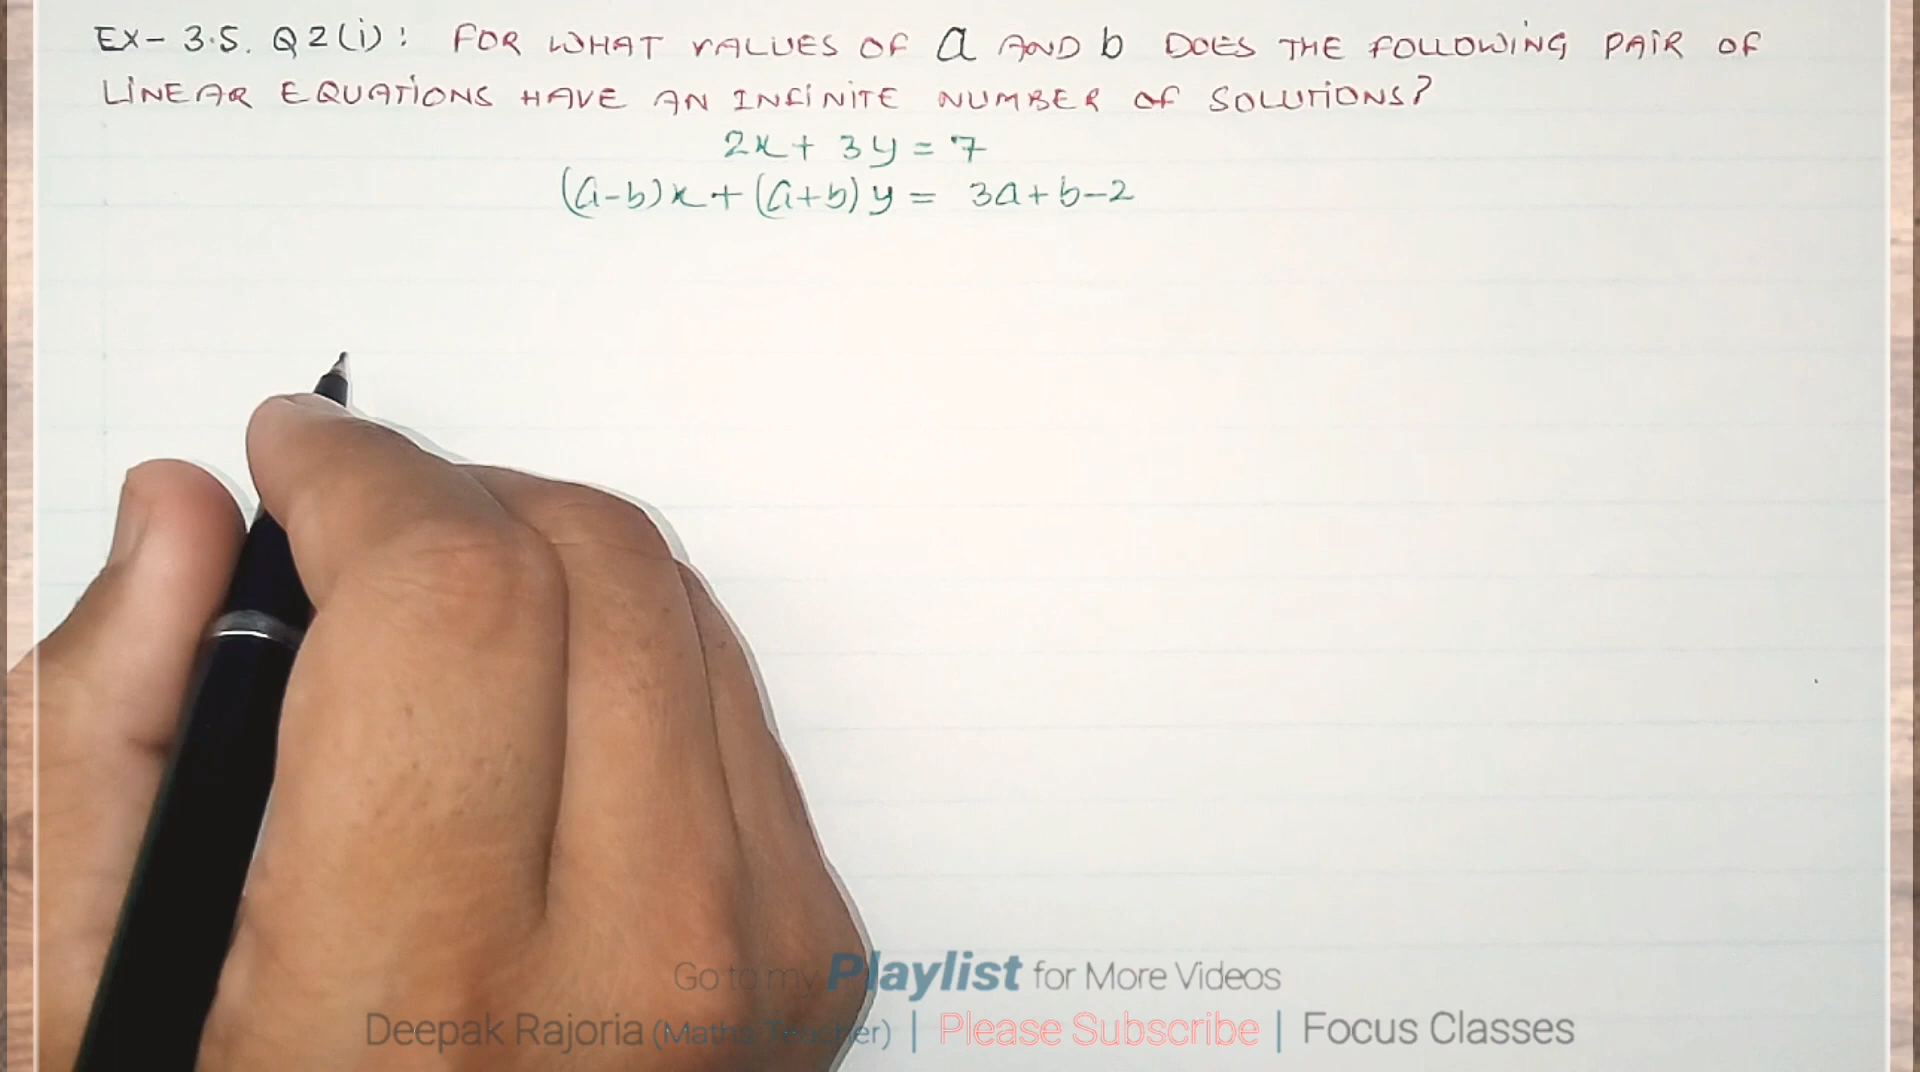 EX- 3.5. Q2(i): FOR WHAT VALUES OF a AND b DOES THE FOLLOWING PAIR OF
LINEAR EQUATIONS HAVE AN INFINITE NUMBER OF SOLUTIONS?
2x + 3y = 7
(a-b)x + (a+b)y = 3a+b-2
Go to my Playlist for More Videos
Deepak Rajoria (Maths Teacher) | Please Subscribe | Focus Classes